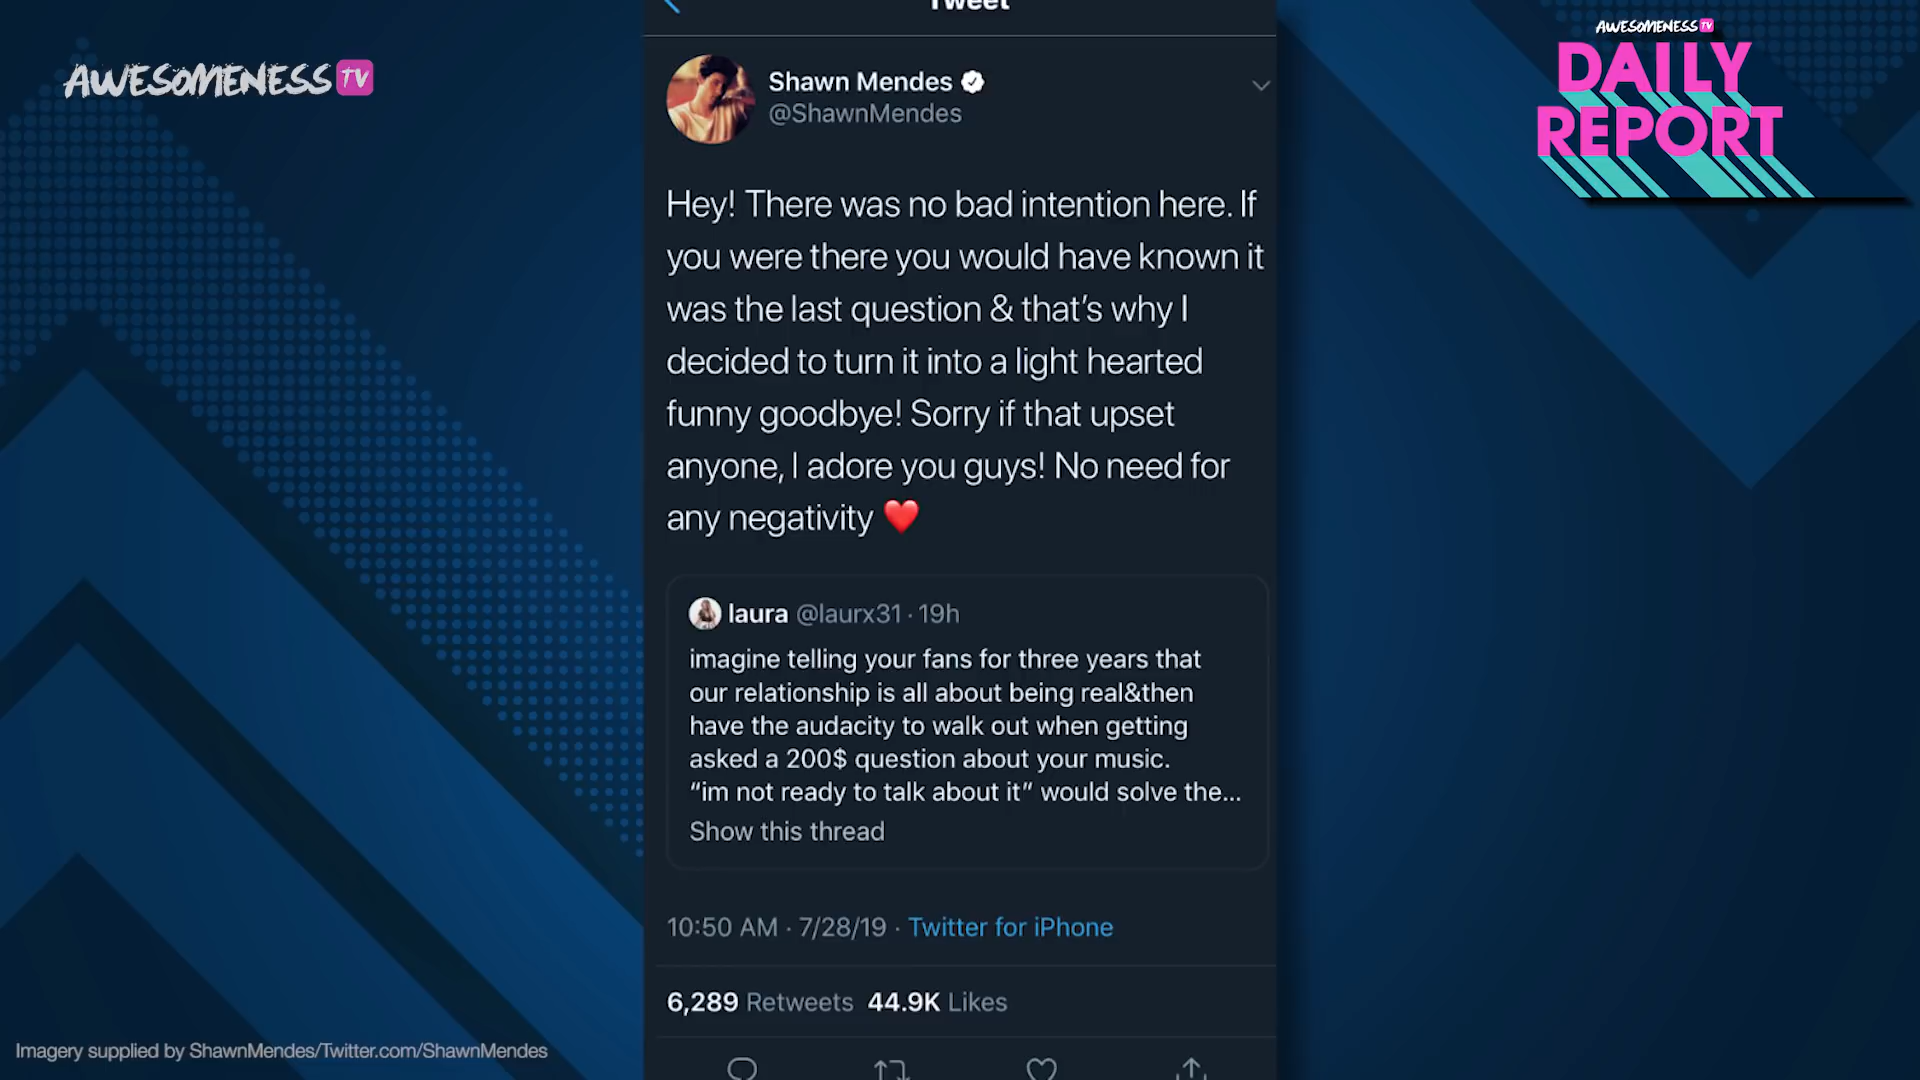 Tweet
AWESOMENESS TV
AWESOMENESS TV
DAILY
REPORT
Shawn Mendes
@ShawnMendes
Hey! There was no bad intention here. If
you were there you would have known it
was the last question & that's why I
decided to turn it into a light hearted
funny goodbye! Sorry if that upset
anyone, I adore you guys! No need for
any negativity ❤️
laura @laurx31 · 19h
imagine telling your fans for three years that
our relationship is all about being real&then
have the audacity to walk out when getting
asked a 200$ question about your music.
“im not ready to talk about it” would solve the...
Show this thread
10:50 AM · 7/28/19 · Twitter for iPhone
6,289 Retweets 44.9K Likes
Imagery supplied by ShawnMendes/Twitter.com/ShawnMendes